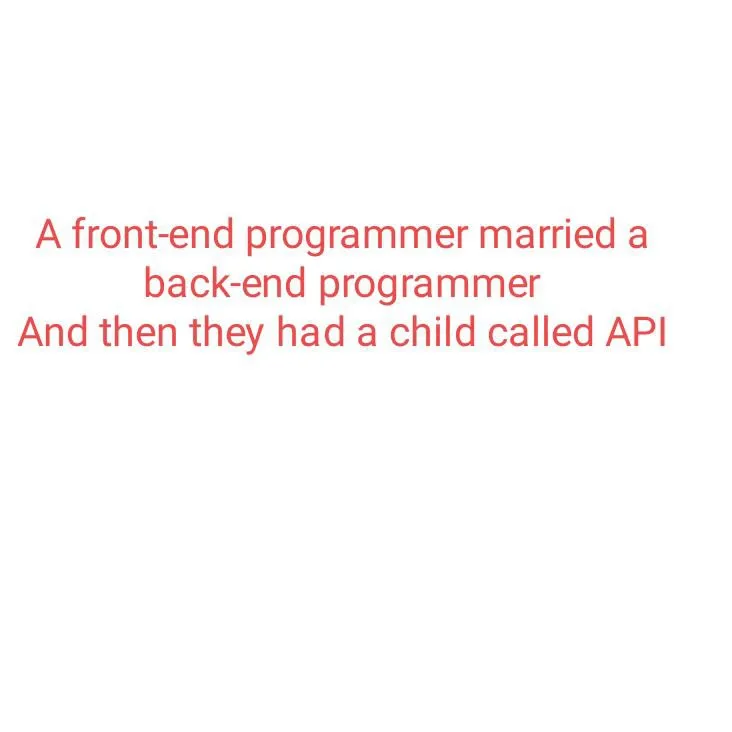 A front-end programmer married a
back-end programmer
And then they had a child called API